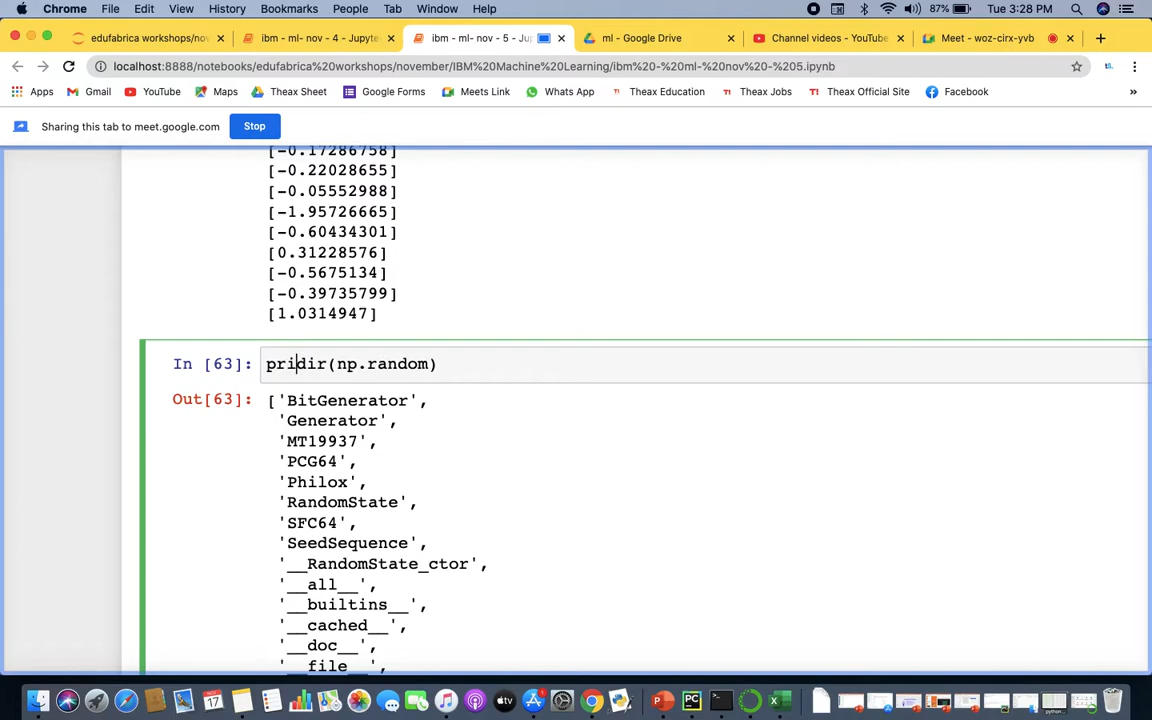 Chrome File Edit View History Bookmarks People Tab Window Help 87% Tue 3:28 PM
edufabrica workshops/nov ibm - ml- nov - 4 - Jupyte ibm - ml- nov - 5 - Ju ml - Google Drive Channel videos - YouTube Meet - woz-cirx-yvb
localhost:8888/notebooks/edufabrica%20workshops/november/IBM%20Machine%20Learning/ibm%20-%20ml-%20nov%20-%205.ipynb
Apps Gmail YouTube Maps Theax Sheet Google Forms Meets Link Whats App Theax Education Theax Jobs Theax Official Site Facebook »
Sharing this tab to meet.google.com Stop
[-0.17286758]
[-0.22028655]
[-0.05552988]
[-1.95726665]
[-0.60434301]
[0.31228576]
[-0.5675134]
[-0.39735799]
[1.0314947]
In [63]: pridir(np.random)
Out[63]: ['BitGenerator',
'Generator',
'MT19937',
'PCG64',
'Philox',
'RandomState',
'SFC64',
'SeedSequence',
'__RandomState_ctor',
'__all__',
'__builtins__',
'__cached__',
'__doc__',
'__file__',
17